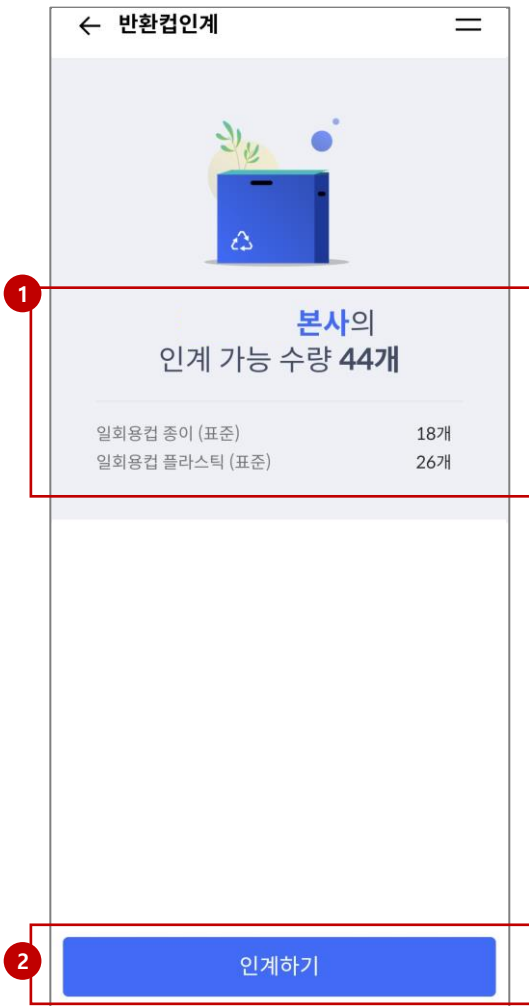 반환컵인계
1
본사의
인계 가능 수량 44개
일회용컵 종이 (표준) 18개
일회용컵 플라스틱 (표준) 26개
2
인계하기